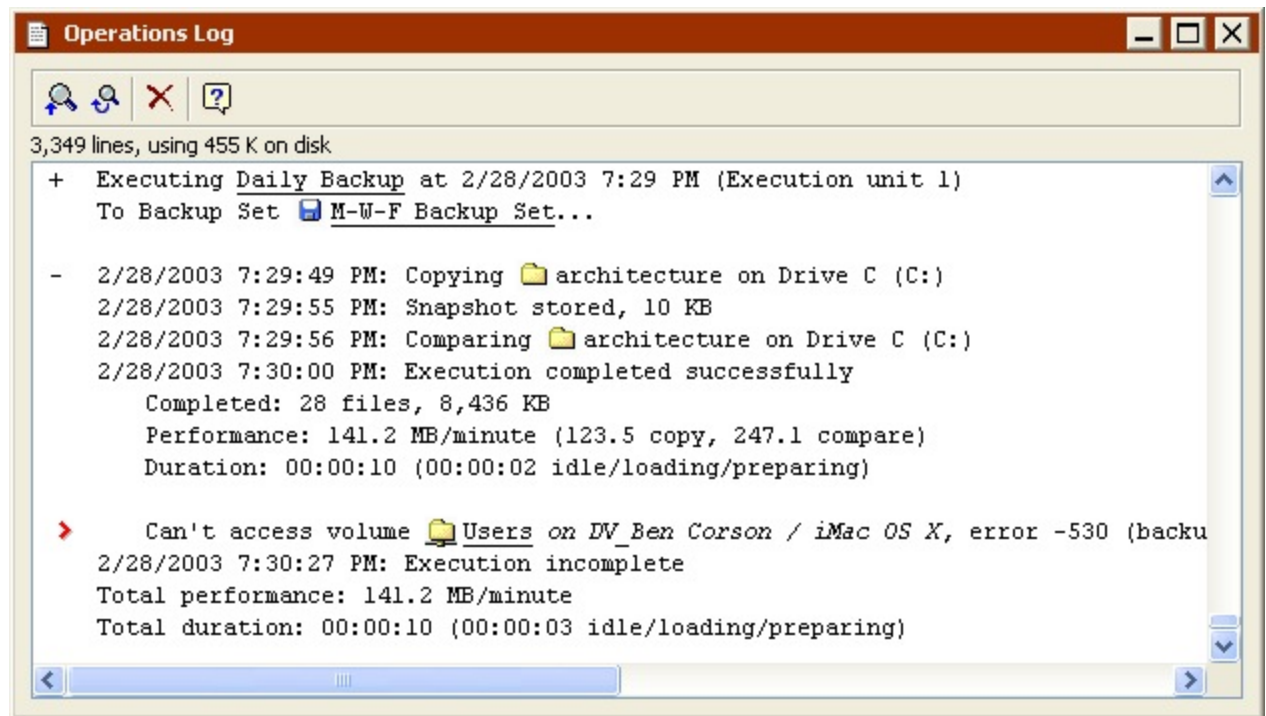 Operations Log
3,349 lines, using 455 K on disk
+ Executing Daily Backup at 2/28/2003 7:29 PM (Execution unit 1)
To Backup Set M-W-F Backup Set...
- 2/28/2003 7:29:49 PM: Copying architecture on Drive C (C:)
2/28/2003 7:29:55 PM: Snapshot stored, 10 KB
2/28/2003 7:29:56 PM: Comparing architecture on Drive C (C:)
2/28/2003 7:30:00 PM: Execution completed successfully
Completed: 28 files, 8,436 KB
Performance: 141.2 MB/minute (123.5 copy, 247.1 compare)
Duration: 00:00:10 (00:00:02 idle/loading/preparing)
Can't access volume Users on DV_Ben Corson / iMac OS X, error -530 (backu
2/28/2003 7:30:27 PM: Execution incomplete
Total performance: 141.2 MB/minute
Total duration: 00:00:10 (00:00:03 idle/loading/preparing)